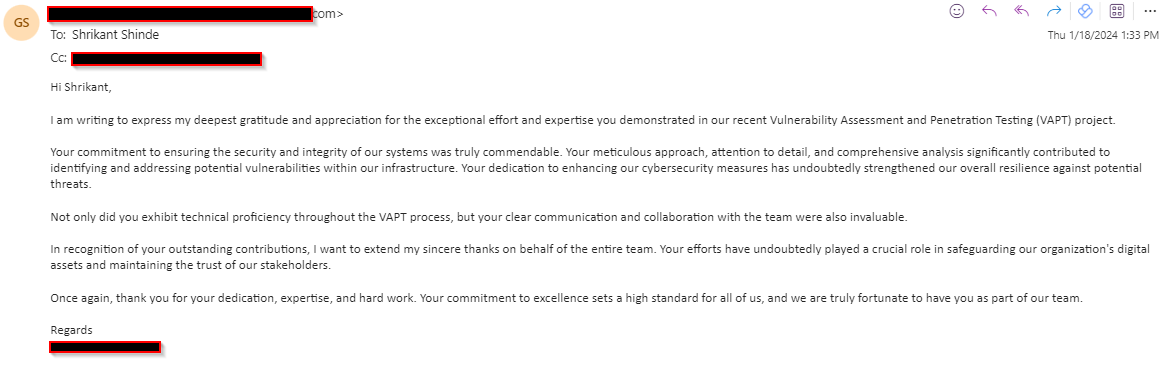 GS
com>
To: Shrikant Shinde
Thu 1/18/2024 1:33 PM
Cc:
Hi Shrikant,
I am writing to express my deepest gratitude and appreciation for the exceptional effort and expertise you demonstrated in our recent Vulnerability Assessment and Penetration Testing (VAPT) project.
Your commitment to ensuring the security and integrity of our systems was truly commendable. Your meticulous approach, attention to detail, and comprehensive analysis significantly contributed to
identifying and addressing potential vulnerabilities within our infrastructure. Your dedication to enhancing our cybersecurity measures has undoubtedly strengthened our overall resilience against potential
threats.
Not only did you exhibit technical proficiency throughout the VAPT process, but your clear communication and collaboration with the team were also invaluable.
In recognition of your outstanding contributions, I want to extend my sincere thanks on behalf of the entire team. Your efforts have undoubtedly played a crucial role in safeguarding our organization's digital
assets and maintaining the trust of our stakeholders.
Once again, thank you for your dedication, expertise, and hard work. Your commitment to excellence sets a high standard for all of us, and we are truly fortunate to have you as part of our team.
Regards